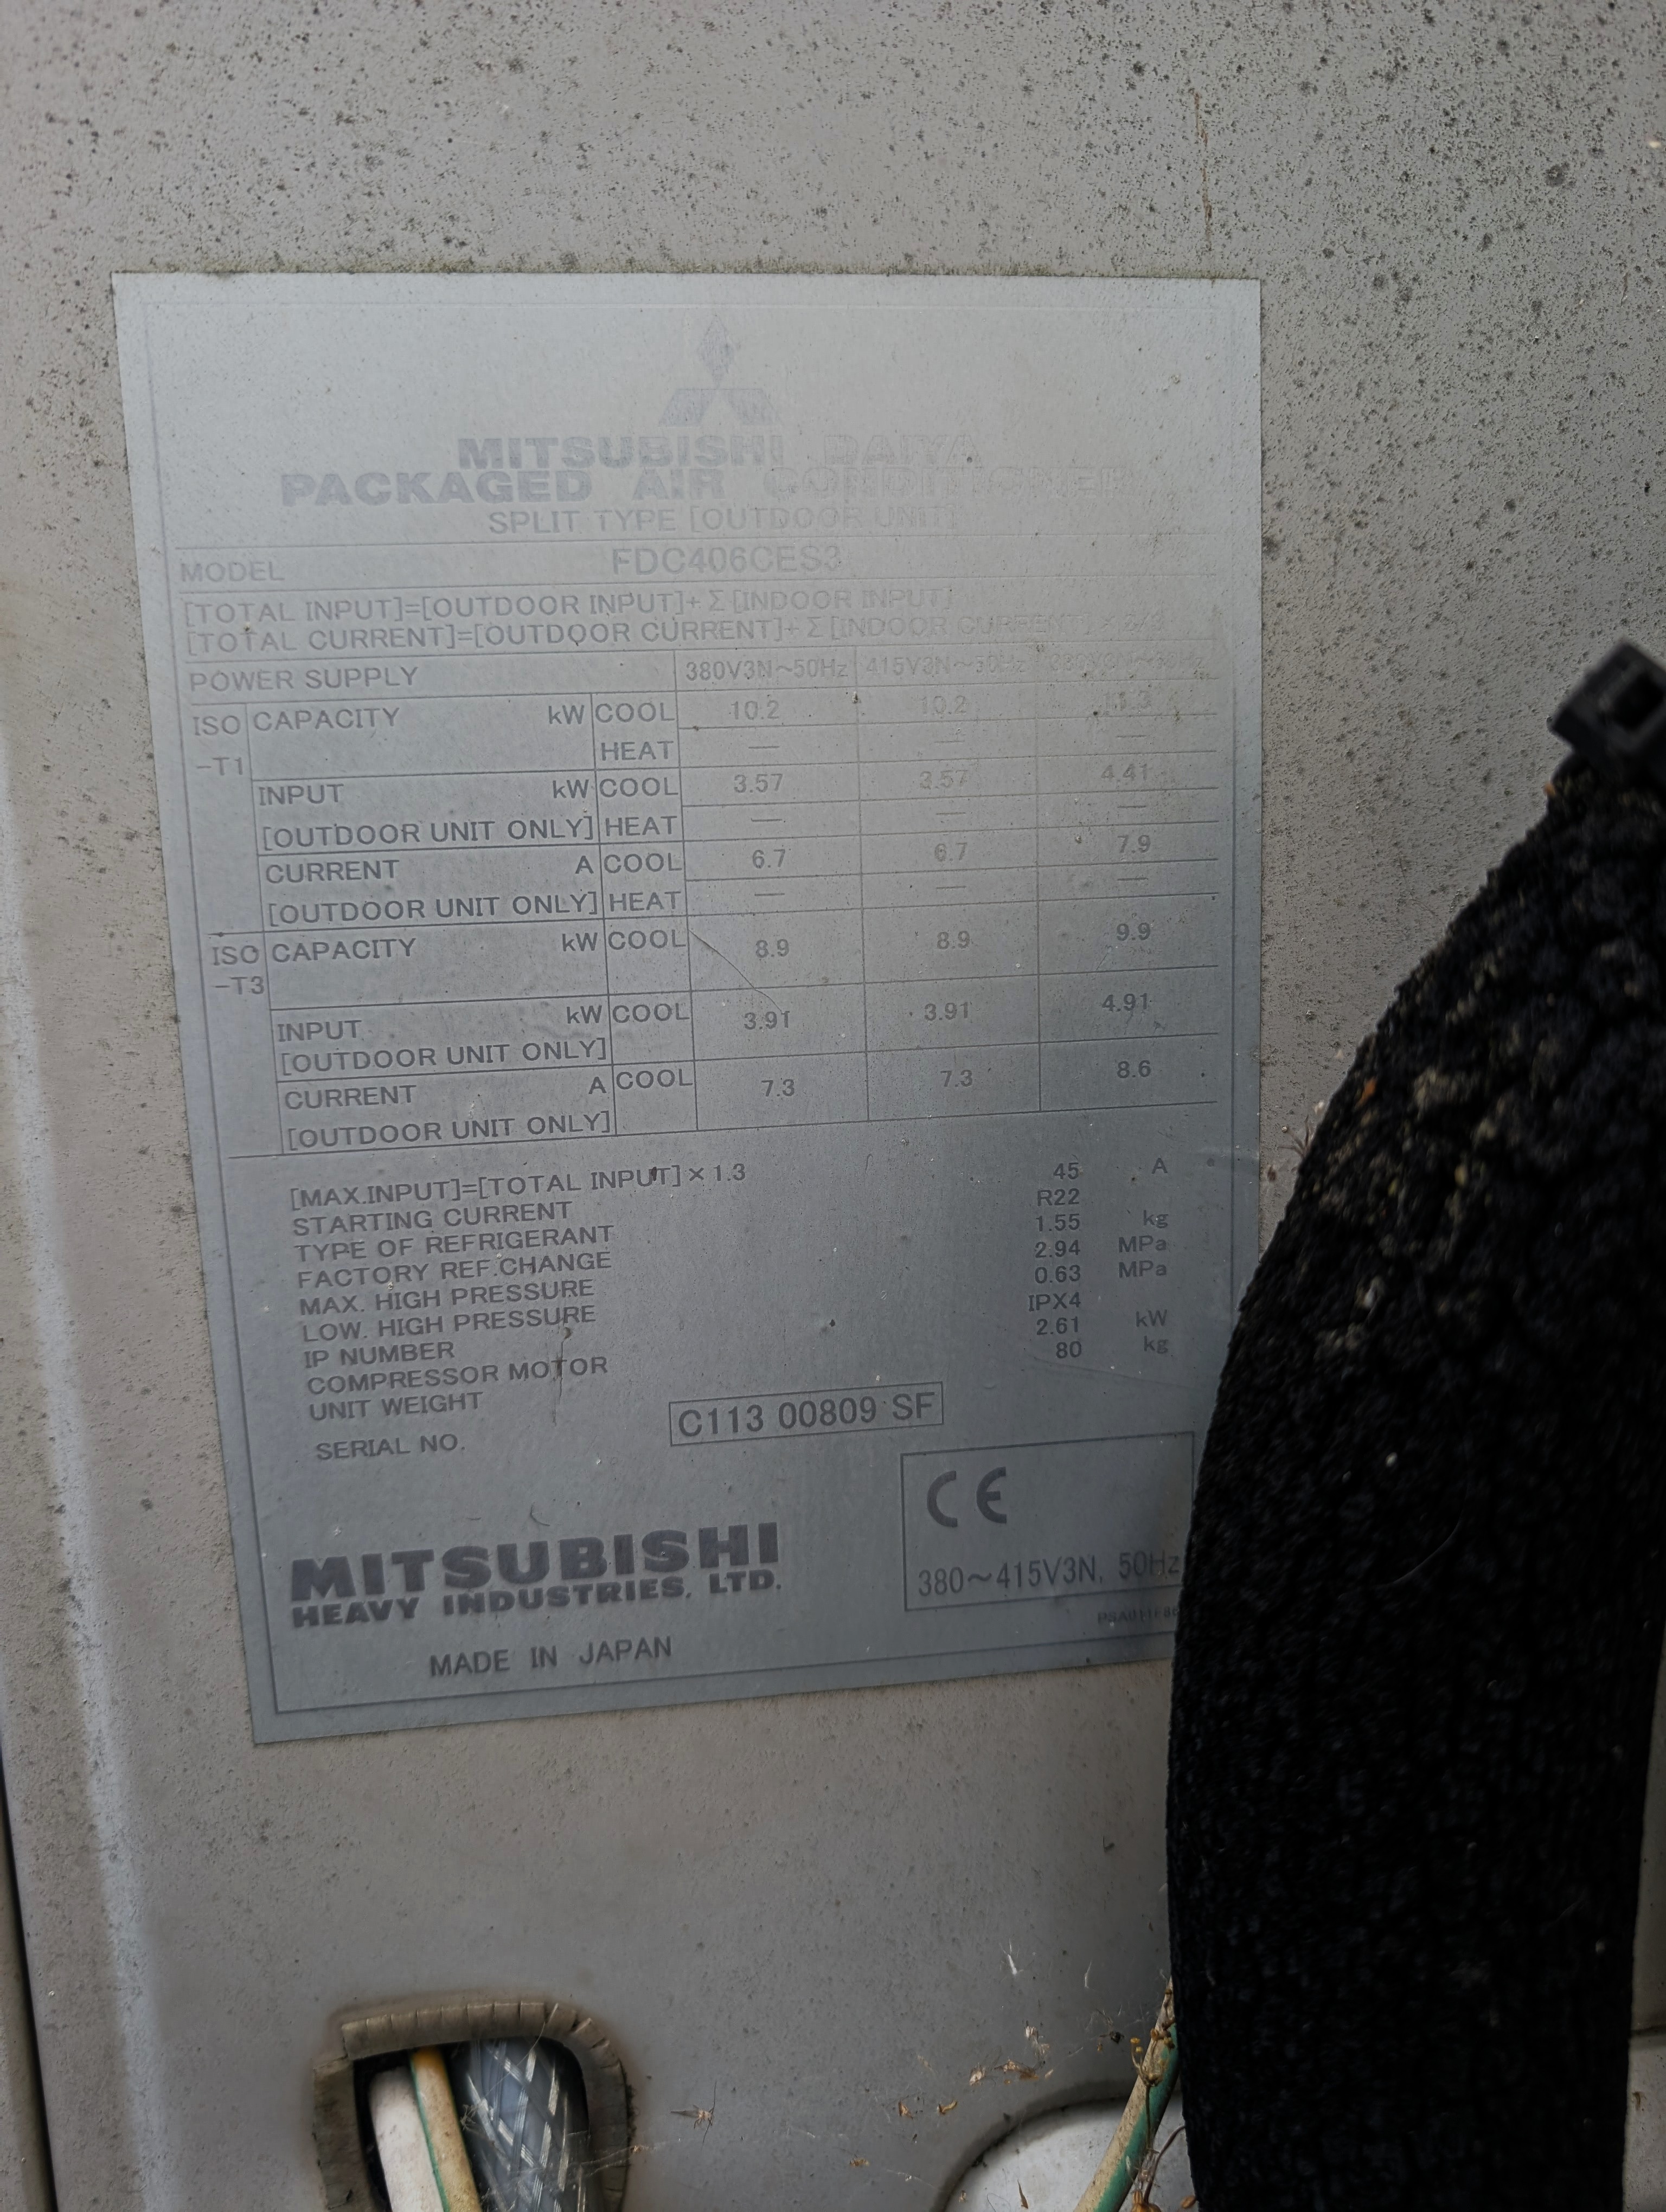 MITSUBISHI DAIYA
PACKAGED AIR CONDITIONER
SPLIT TYPE [OUTDOOR UNIT]
MODEL FDC406CES3
[TOTAL INPUT]=[OUTDOOR INPUT]+Σ[INDOOR INPUT]
[TOTAL CURRENT]=[OUTDOOR CURRENT]+Σ[INDOOR CURRENT]
POWER SUPPLY 380V3N~50Hz 415V3N~50Hz
ISO CAPACITY kW COOL 10.2 10.2 11.3
-T1 HEAT — — —
INPUT kW COOL 3.57 3.57 4.41
[OUTDOOR UNIT ONLY] HEAT — — —
CURRENT A COOL 6.7 6.7 7.9
[OUTDOOR UNIT ONLY] HEAT — — —
ISO CAPACITY kW COOL 8.9 8.9 9.9
-T3
INPUT kW COOL 3.91 3.91 4.91
[OUTDOOR UNIT ONLY]
CURRENT A COOL 7.3 7.3 8.6
[OUTDOOR UNIT ONLY]
[MAX.INPUT]=[TOTAL INPUT]×1.3
STARTING CURRENT 45 A
TYPE OF REFRIGERANT R22
FACTORY REF.CHANGE 1.55 kg
MAX. HIGH PRESSURE 2.94 MPa
LOW. HIGH PRESSURE 0.63 MPa
IP NUMBER IPX4
COMPRESSOR MOTOR 2.61 kW
UNIT WEIGHT 80 kg
SERIAL NO. C113 00809 SF
CE
380~415V3N, 50Hz
MITSUBISHI
HEAVY INDUSTRIES, LTD.
MADE IN JAPAN